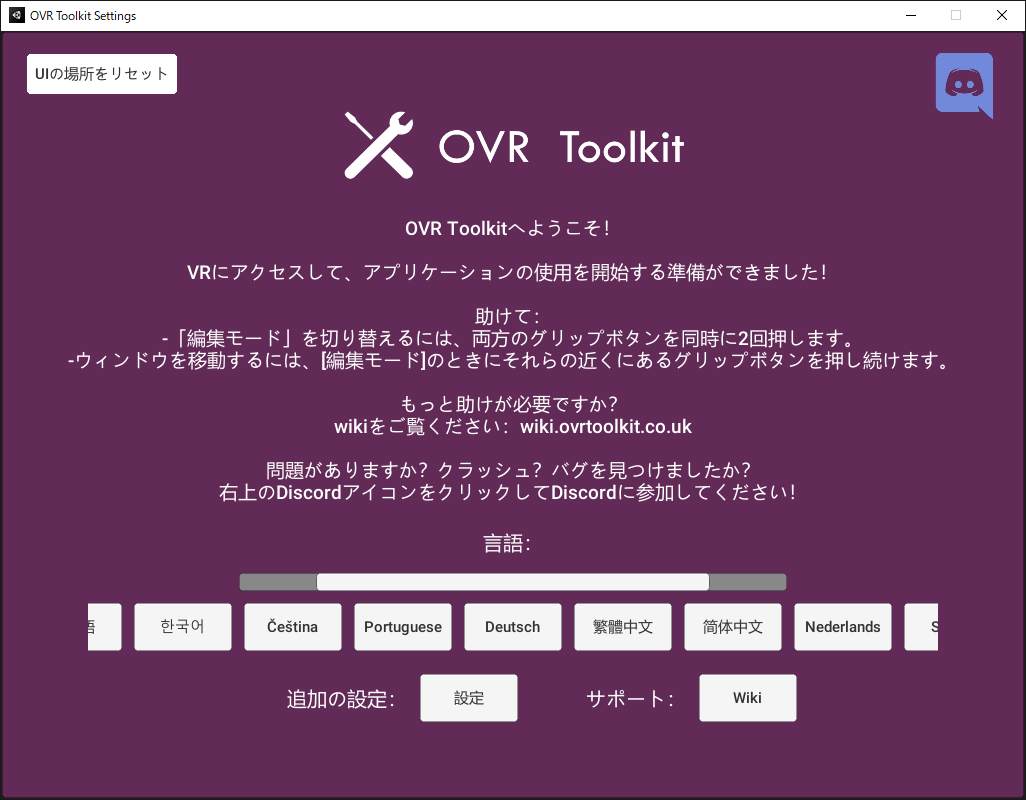 OVR Toolkit Settings
UIの場所をリセット
OVR Toolkit
OVR Toolkitへようこそ！
VRにアクセスして、アプリケーションの使用を開始する準備ができました！
助けて：
-「編集モード」を切り替えるには、両方のグリップボタンを同時に2回押します。
-ウィンドウを移動するには、[編集モード]のときにそれらの近くにあるグリップボタンを押し続けます。
もっと助けが必要ですか？
wikiをご覧ください：wiki.ovrtoolkit.co.uk
問題がありますか？クラッシュ？バグを見つけましたか？
右上のDiscordアイコンをクリックしてDiscordに参加してください！
言語：
한국어 Čeština Portuguese Deutsch 繁體中文 简体中文 Nederlands
追加の設定： 設定 サポート： Wiki